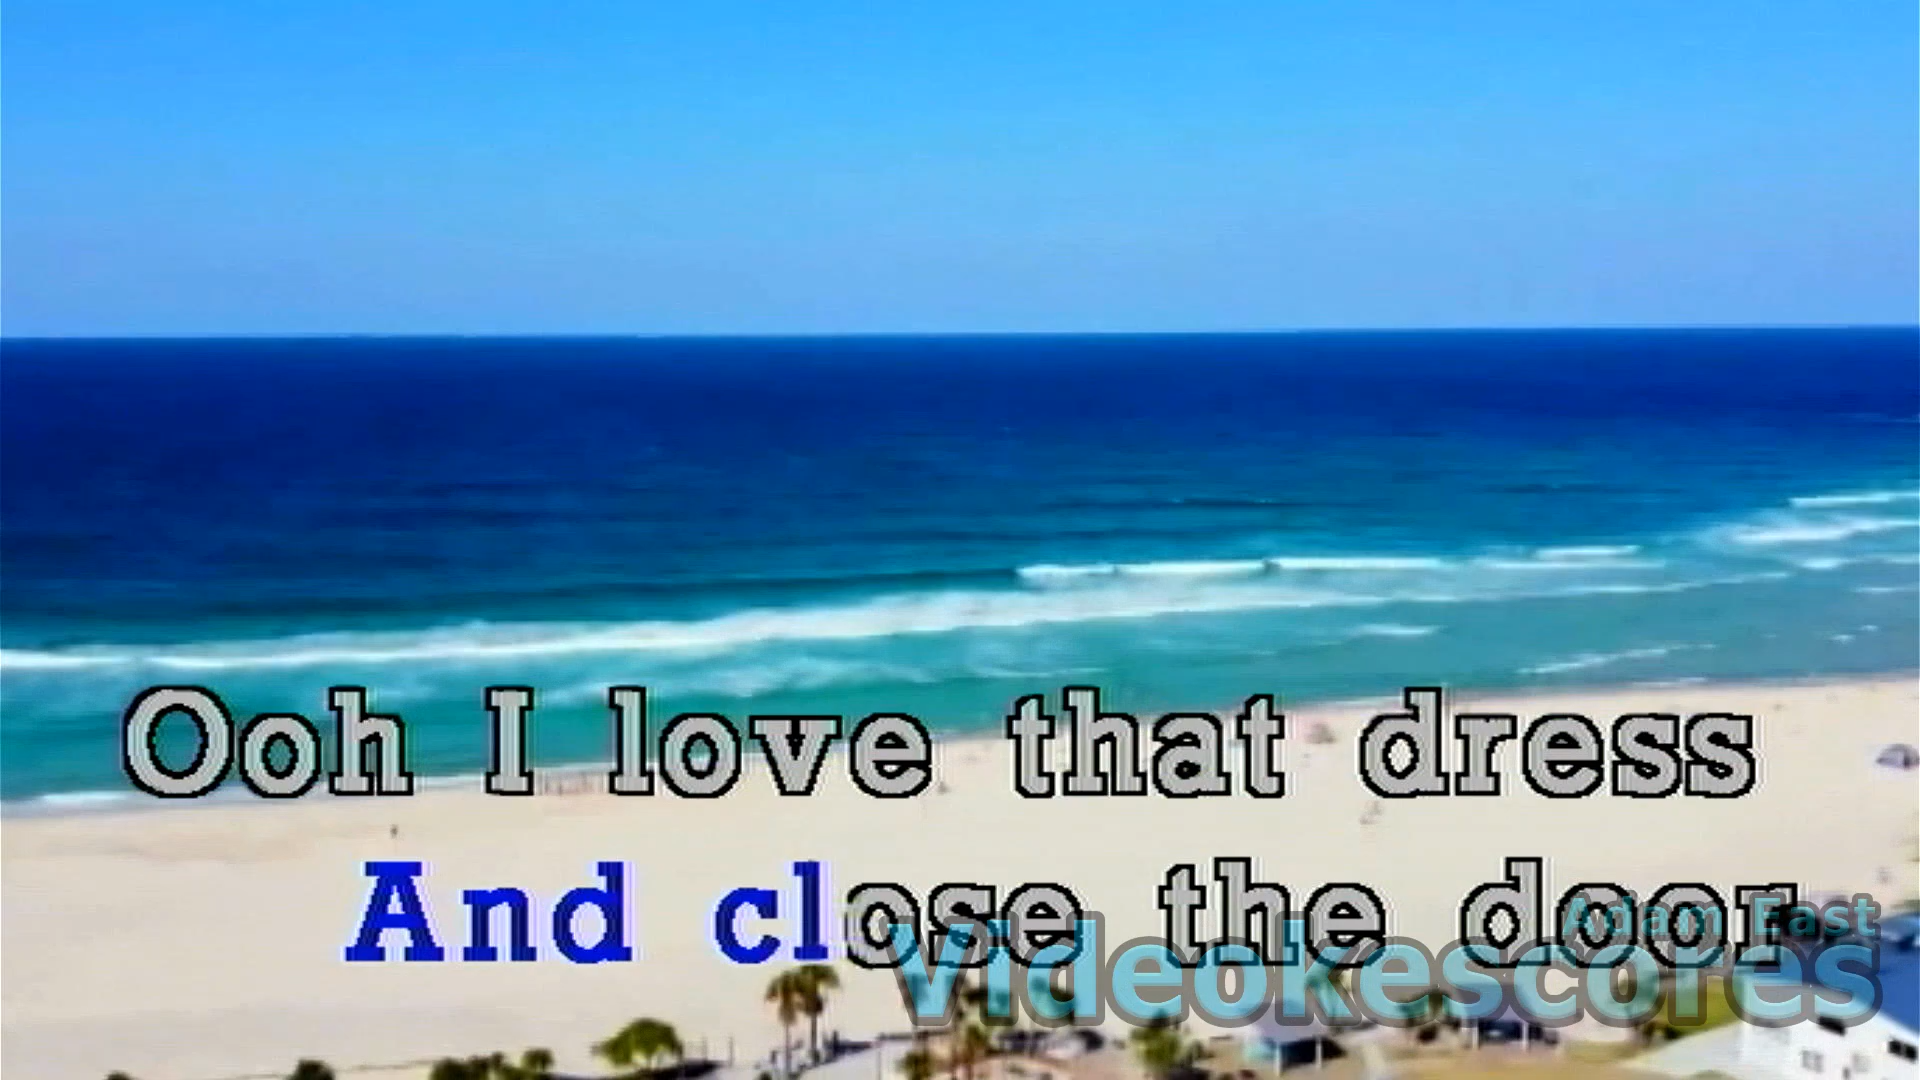 Ooh I love that dress
And close the door
Adam East
Videokescores